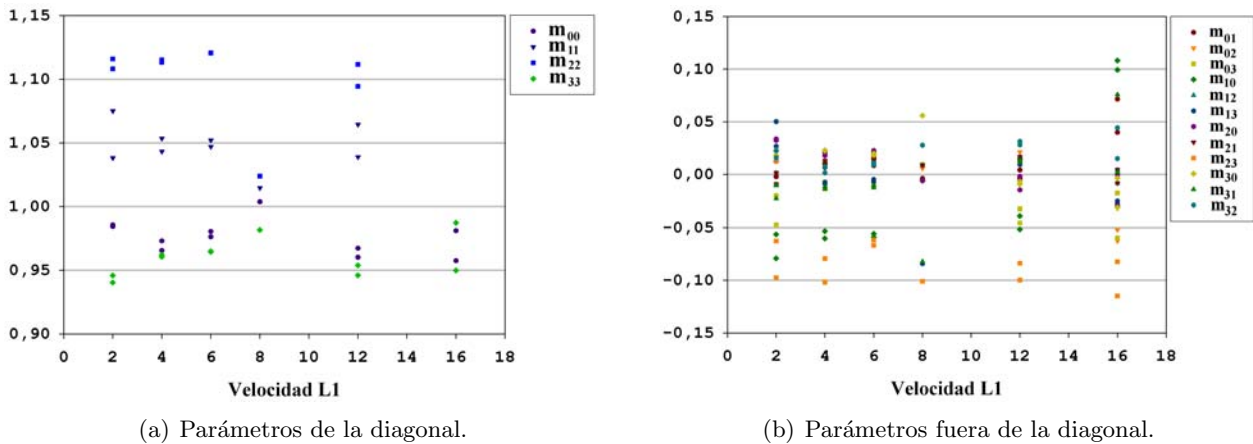 1,15
1,10
1,05
1,00
0,95
0,90
0 2 4 6 8 10 12 14 16 18
Velocidad L1
m00
m11
m22
m33
(a) Parámetros de la diagonal.
0,15
0,10
0,05
0,00
-0,05
-0,10
-0,15
0 2 4 6 8 10 12 14 16 18
Velocidad L1
m01
m02
m03
m10
m12
m13
m20
m21
m23
m30
m31
m32
(b) Parámetros fuera de la diagonal.